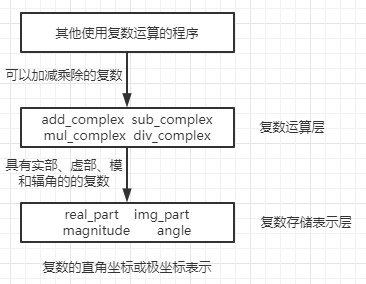 其他使用复数运算的程序
可以加减乘除的复数
add_complex sub_complex
mul_complex div_complex
复数运算层
具有实部、虚部、模
和辐角的的复数
real_part img_part
magnitude angle
复数存储表示层
复数的直角坐标或极坐标表示